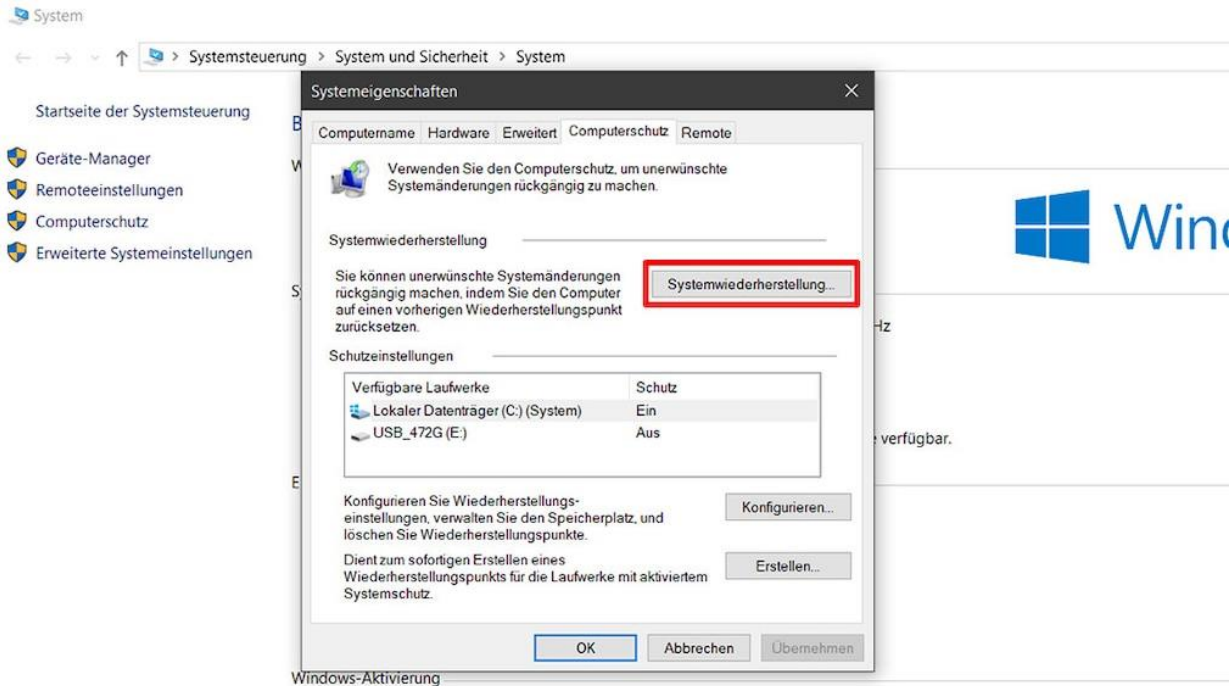 System
Systemsteuerung > System und Sicherheit > System
Startseite der Systemsteuerung
Geräte-Manager
Remoteeinstellungen
Computerschutz
Erweiterte Systemeinstellungen
Systemeigenschaften
Computername Hardware Erweitert Computerschutz Remote
Verwenden Sie den Computerschutz, um unerwünschte
Systemänderungen rückgängig zu machen.
Systemwiederherstellung
Sie können unerwünschte Systemänderungen
rückgängig machen, indem Sie den Computer
auf einen vorherigen Wiederherstellungspunkt
zurücksetzen.
Systemwiederherstellung...
Schutzeinstellungen
Verfügbare Laufwerke Schutz
Lokaler Datenträger (C:) (System) Ein
USB_472G (E:) Aus
Konfigurieren Sie Wiederherstellungs-
einstellungen, verwalten Sie den Speicherplatz, und
löschen Sie Wiederherstellungspunkte.
Konfigurieren...
Dient zum sofortigen Erstellen eines
Wiederherstellungspunkts für die Laufwerke mit aktiviertem
Systemschutz.
Erstellen...
OK Abbrechen Übernehmen
Wind
Hz
verfügbar.
Windows-Aktivierung